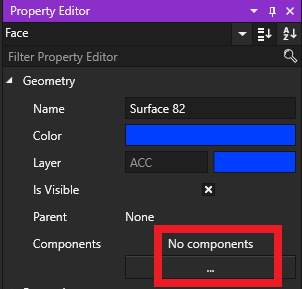 Property Editor
Face
Filter Property Editor
Geometry
Name Surface 82
Color
Layer ACC
Is Visible
Parent None
Components No components
...